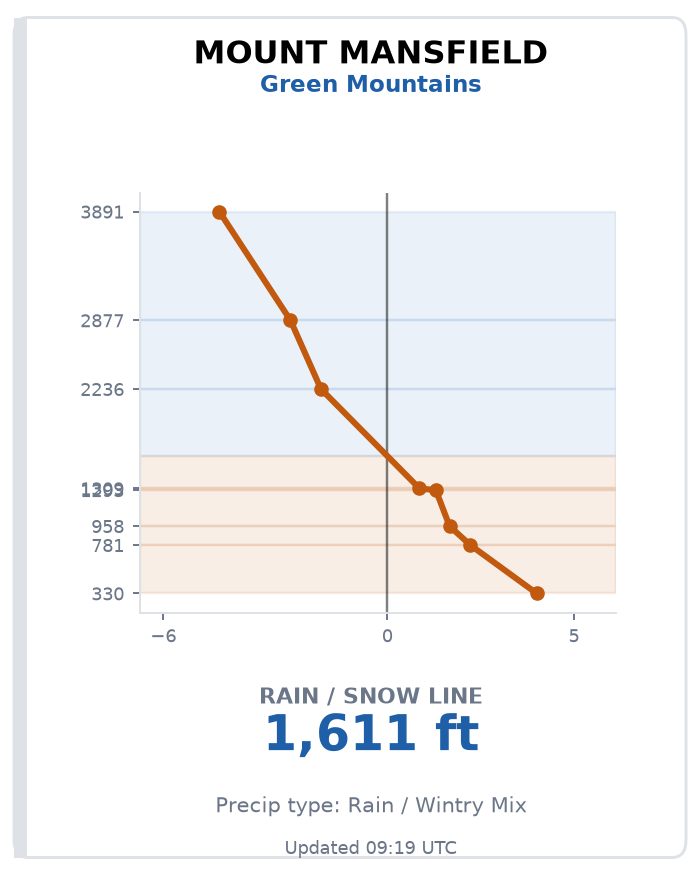 MOUNT MANSFIELD
Green Mountains
3891
2877
2236
958
781
330
−6 0 5
RAIN / SNOW LINE
1,611 ft
Precip type: Rain / Wintry Mix
Updated 09:19 UTC